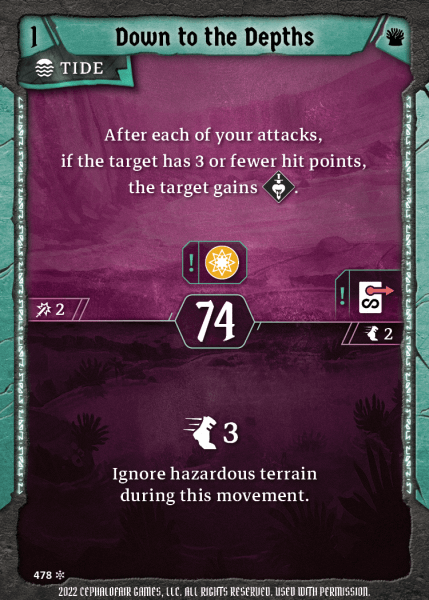 1
Down to the Depths
TIDE
After each of your attacks,
if the target has 3 or fewer hit points,
the target gains .
!
!
2
74
2
3
Ignore hazardous terrain
during this movement.
478
2022 CEPHALOFAIR GAMES, LLC. ALL RIGHTS RESERVED. USED WITH PERMISSION.